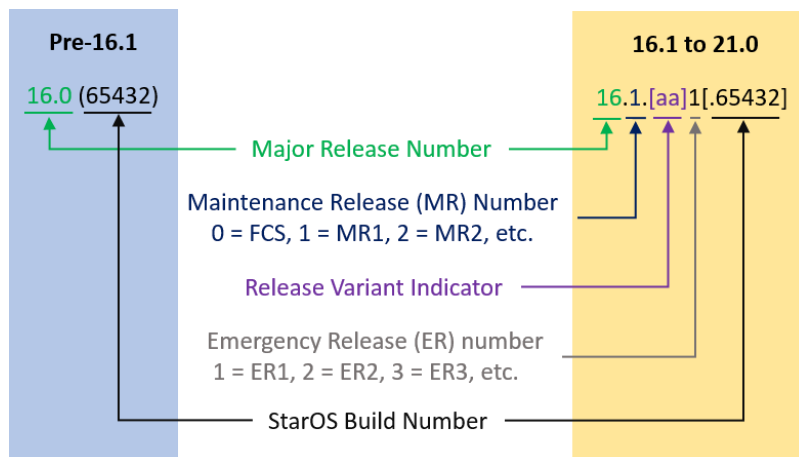 Pre-16.1
16.1 to 21.0
16.0 (65432)
16.1.[aa]1[.65432]
Major Release Number
Maintenance Release (MR) Number
0 = FCS, 1 = MR1, 2 = MR2, etc.
Release Variant Indicator
Emergency Release (ER) number
1 = ER1, 2 = ER2, 3 = ER3, etc.
StarOS Build Number